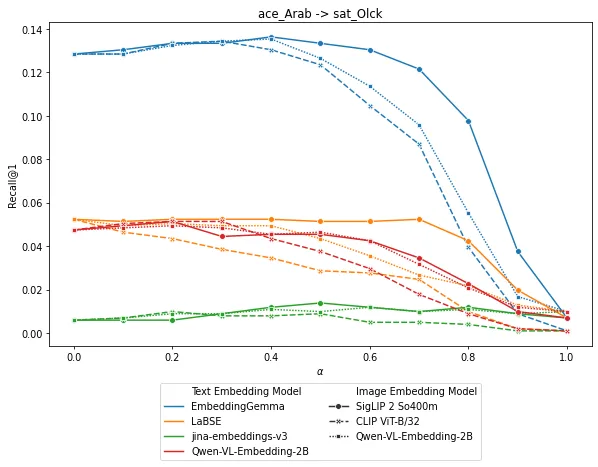 ace_Arab -> sat_Olck
0.14
0.12
0.10
0.08
0.06
0.04
0.02
0.00
Recall@1
0.0 0.2 0.4 0.6 0.8 1.0
α
Text Embedding Model Image Embedding Model
EmbeddingGemma SigLIP 2 So400m
LaBSE CLIP ViT-B/32
jina-embeddings-v3 Qwen-VL-Embedding-2B
Qwen-VL-Embedding-2B